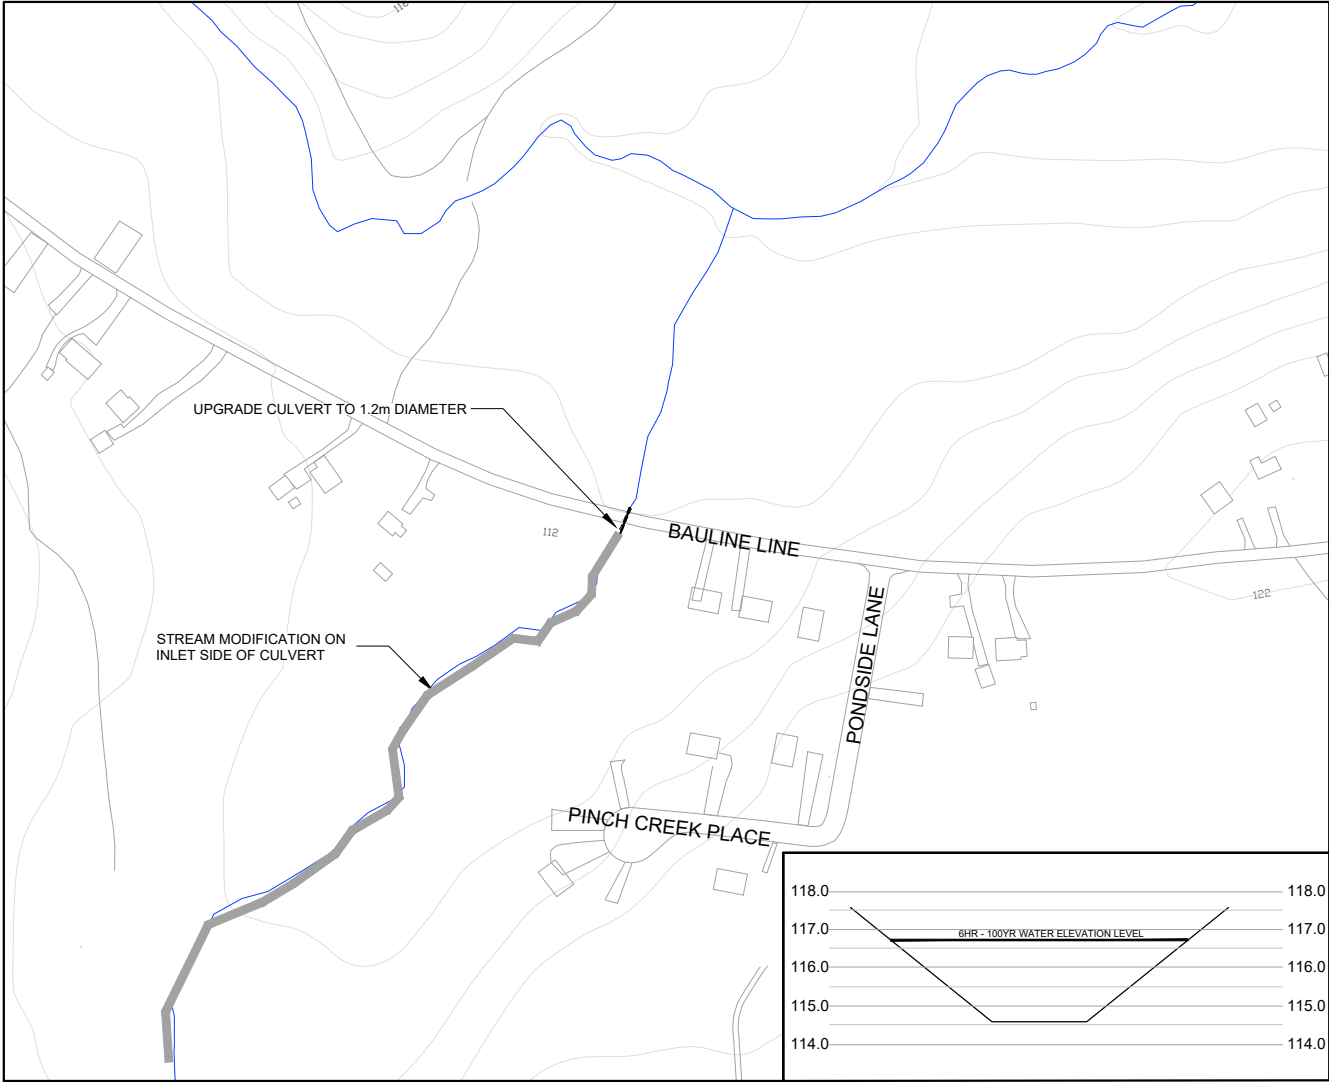 116
UPGRADE CULVERT TO 1.2m DIAMETER
112
BAULINE LINE
122
STREAM MODIFICATION ON
INLET SIDE OF CULVERT
PONDSIDE LANE
PINCH CREEK PLACE
118.0 118.0
117.0 6HR - 100YR WATER ELEVATION LEVEL 117.0
116.0 116.0
115.0 115.0
114.0 114.0